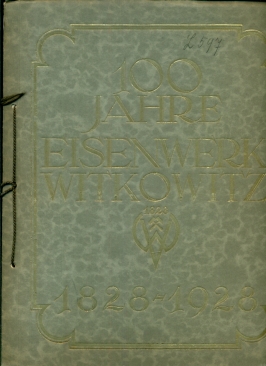 100
JAHRE
EISENWERK
WITKOWITZ
1828-1928